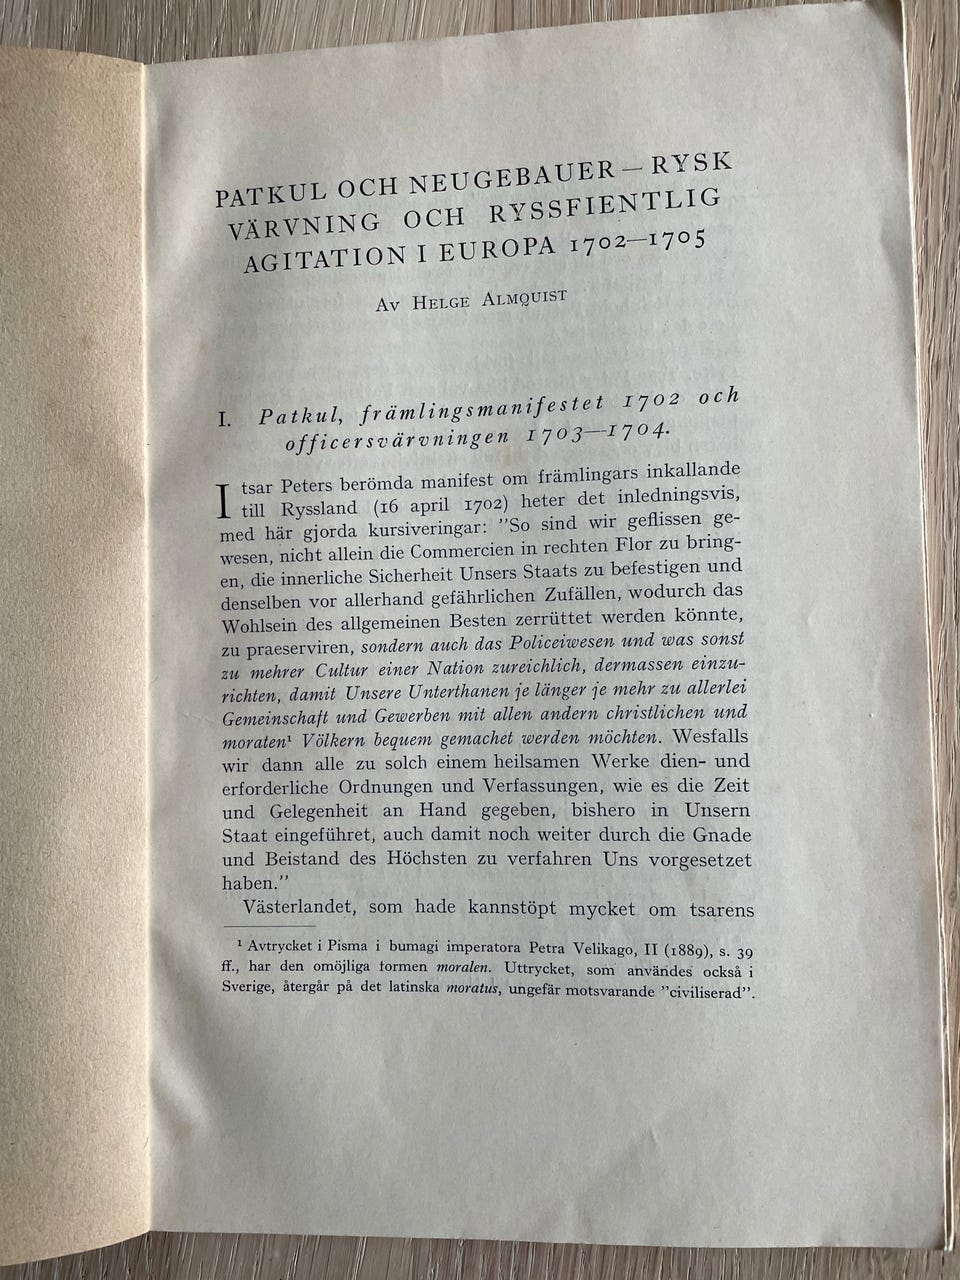 PATKUL OCH NEUGEBAUER — RYSK
VÄRVNING OCH RYSSFIENTLIG
AGITATION I EUROPA 1702—1705
Av Helge Almquist
I. Patkul, främlingsmanifestet 1702 och
officersvärvningen 1703—1704.
I tsar Peters berömda manifest om främlingars inkallande
till Ryssland (16 april 1702) heter det inledningsvis,
med här gjorda kursiveringar: ”So sind wir geflissen ge-
wesen, nicht allein die Commercien in rechten Flor zu bring-
en, die innerliche Sicherheit Unsers Staats zu befestigen und
denselben vor allerhand gefährlichen Zufällen, wodurch das
Wohlsein des allgemeinen Besten zerrüttet werden könnte,
zu praeserviren, sondern auch das Policeiwesen und was sonst
zu mehrer Cultur einer Nation zureichlich, dermassen einzu-
richten, damit Unsere Unterthanen je länger je mehr zu allerlei
Gemeinschaft und Gewerben mit allen andern christlichen und
moraten¹ Völkern bequem gemachet werden möchten. Wesfalls
wir dann alle zu solch einem heilsamen Werke dien- und
erforderliche Ordnungen und Verfassungen, wie es die Zeit
und Gelegenheit an Hand gegeben, bishero in Unsern
Staat eingeführet, auch damit noch weiter durch die Gnade
und Beistand des Höchsten zu verfahren Uns vorgesetzet
haben.”
Västerlandet, som hade kannstöpt mycket om tsarens
¹ Avtrycket i Pisma i bumagi imperatora Petra Velikago, II (1889), s. 39
ff., har den omöjliga formen moralen. Uttrycket, som användes också i
Sverige, återgår på det latinska moratus, ungefär motsvarande ”civiliserad”.